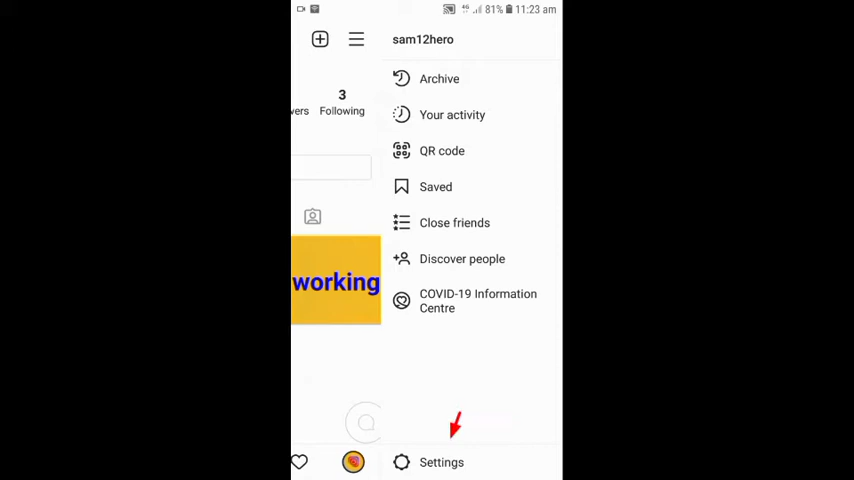 81% 11:23 am
sam12hero
Archive
3
vers
Following
Your activity
QR code
Saved
Close friends
Discover people
working
COVID-19 Information
Centre
Settings